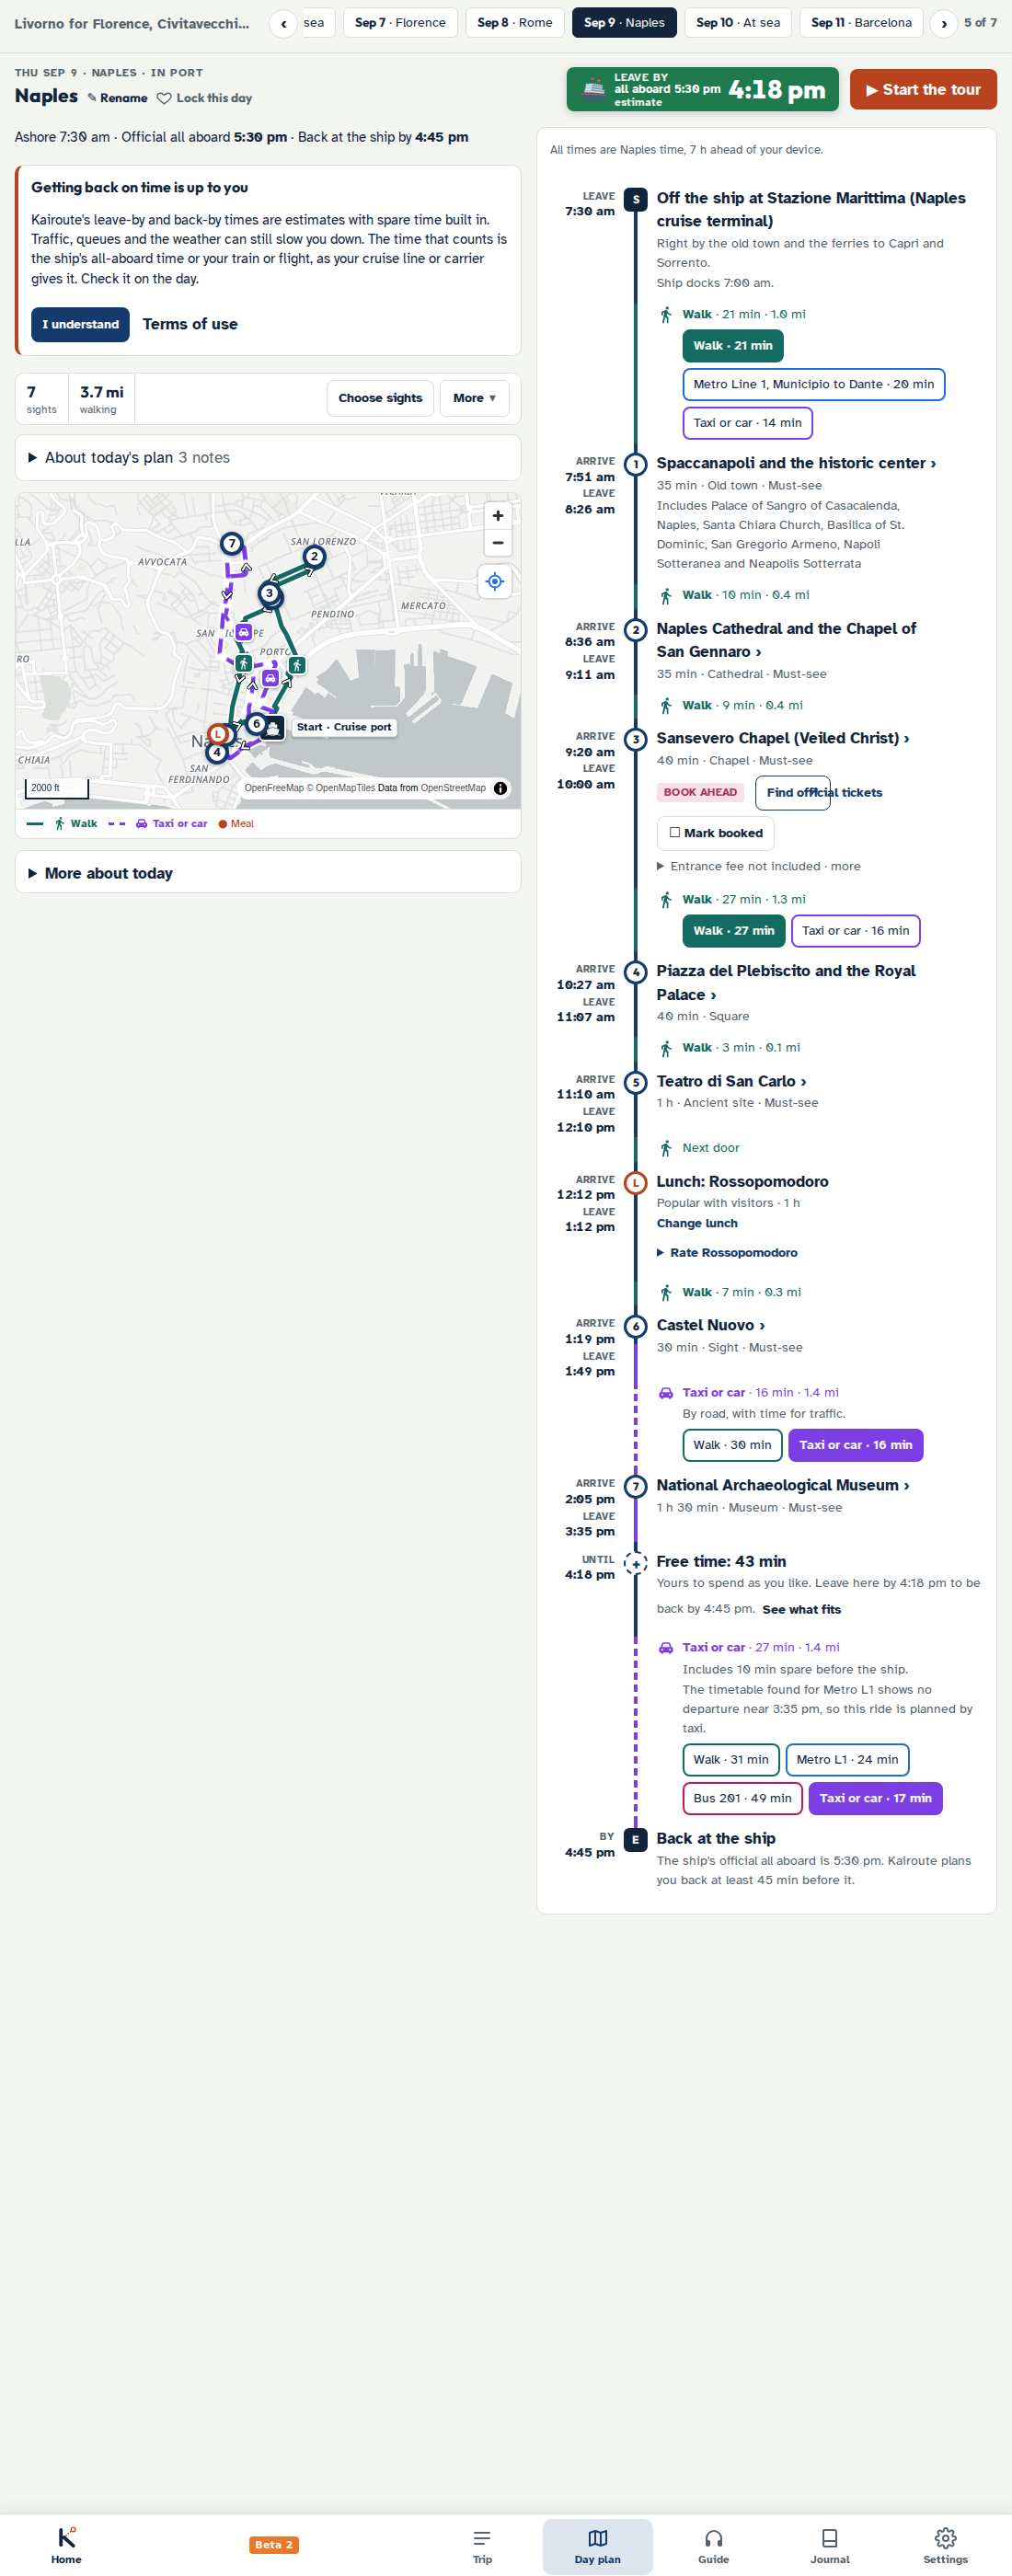 Livorno for Florence, Civitavecchi...
‹
sea
Sep 7 · Florence
Sep 8 · Rome
Sep 9 · Naples
Sep 10 · At sea
Sep 11 · Barcelona
›
5 of 7
THU SEP 9 · NAPLES · IN PORT
Naples ✎ Rename ♡ Lock this day
LEAVE BY
all aboard 5:30 pm
estimate
4:18 pm
▶ Start the tour
Ashore 7:30 am · Official all aboard 5:30 pm · Back at the ship by 4:45 pm
Getting back on time is up to you
Kairoute's leave-by and back-by times are estimates with spare time built in.
Traffic, queues and the weather can still slow you down. The time that counts is
the ship's all-aboard time or your train or flight, as your cruise line or carrier
gives it. Check it on the day.
I understand
Terms of use
7
sights
3.7 mi
walking
Choose sights
More ▼
▶ About today's plan 3 notes
LLA
AVVOCATA
SAN LORENZO
MERCATO
PENDINO
PORTO
RO
CHIAIA
SAN
FERDINANDO
7
2
3
6
L
4
Start · Cruise port
+
−
2000 ft
OpenFreeMap © OpenMapTiles Data from OpenStreetMap
Walk
Taxi or car
Meal
▶ More about today
All times are Naples time, 7 h ahead of your device.
LEAVE
7:30 am
S
Off the ship at Stazione Marittima (Naples
cruise terminal)
Right by the old town and the ferries to Capri and
Sorrento.
Ship docks 7:00 am.
Walk · 21 min · 1.0 mi
Walk · 21 min
Metro Line 1, Municipio to Dante · 20 min
Taxi or car · 14 min
ARRIVE
7:51 am
LEAVE
8:26 am
1
Spaccanapoli and the historic center ›
35 min · Old town · Must-see
Includes Palace of Sangro of Casacalenda,
Naples, Santa Chiara Church, Basilica of St.
Dominic, San Gregorio Armeno, Napoli
Sotteranea and Neapolis Sotterrata
Walk · 10 min · 0.4 mi
ARRIVE
8:36 am
LEAVE
9:11 am
2
Naples Cathedral and the Chapel of
San Gennaro ›
35 min · Cathedral · Must-see
Walk · 9 min · 0.4 mi
ARRIVE
9:20 am
LEAVE
10:00 am
3
Sansevero Chapel (Veiled Christ) ›
40 min · Chapel · Must-see
BOOK AHEAD
Find official tickets
☐ Mark booked
▶ Entrance fee not included · more
Walk · 27 min · 1.3 mi
Walk · 27 min
Taxi or car · 16 min
ARRIVE
10:27 am
LEAVE
11:07 am
4
Piazza del Plebiscito and the Royal
Palace ›
40 min · Square
Walk · 3 min · 0.1 mi
ARRIVE
11:10 am
LEAVE
12:10 pm
5
Teatro di San Carlo ›
1 h · Ancient site · Must-see
Next door
ARRIVE
12:12 pm
LEAVE
1:12 pm
L
Lunch: Rossopomodoro
Popular with visitors · 1 h
Change lunch
▶ Rate Rossopomodoro
Walk · 7 min · 0.3 mi
ARRIVE
1:19 pm
LEAVE
1:49 pm
6
Castel Nuovo ›
30 min · Sight · Must-see
Taxi or car · 16 min · 1.4 mi
By road, with time for traffic.
Walk · 30 min
Taxi or car · 16 min
ARRIVE
2:05 pm
LEAVE
3:35 pm
7
National Archaeological Museum ›
1 h 30 min · Museum · Must-see
UNTIL
4:18 pm
+
Free time: 43 min
Yours to spend as you like. Leave here by 4:18 pm to be
back by 4:45 pm. See what fits
Taxi or car · 27 min · 1.4 mi
Includes 10 min spare before the ship.
The timetable found for Metro L1 shows no
departure near 3:35 pm, so this ride is planned by
taxi.
Walk · 31 min
Metro L1 · 24 min
Bus 201 · 49 min
Taxi or car · 17 min
BY
4:45 pm
E
Back at the ship
The ship's official all aboard is 5:30 pm. Kairoute plans
you back at least 45 min before it.
Home
Beta 2
Trip
Day plan
Guide
Journal
Settings